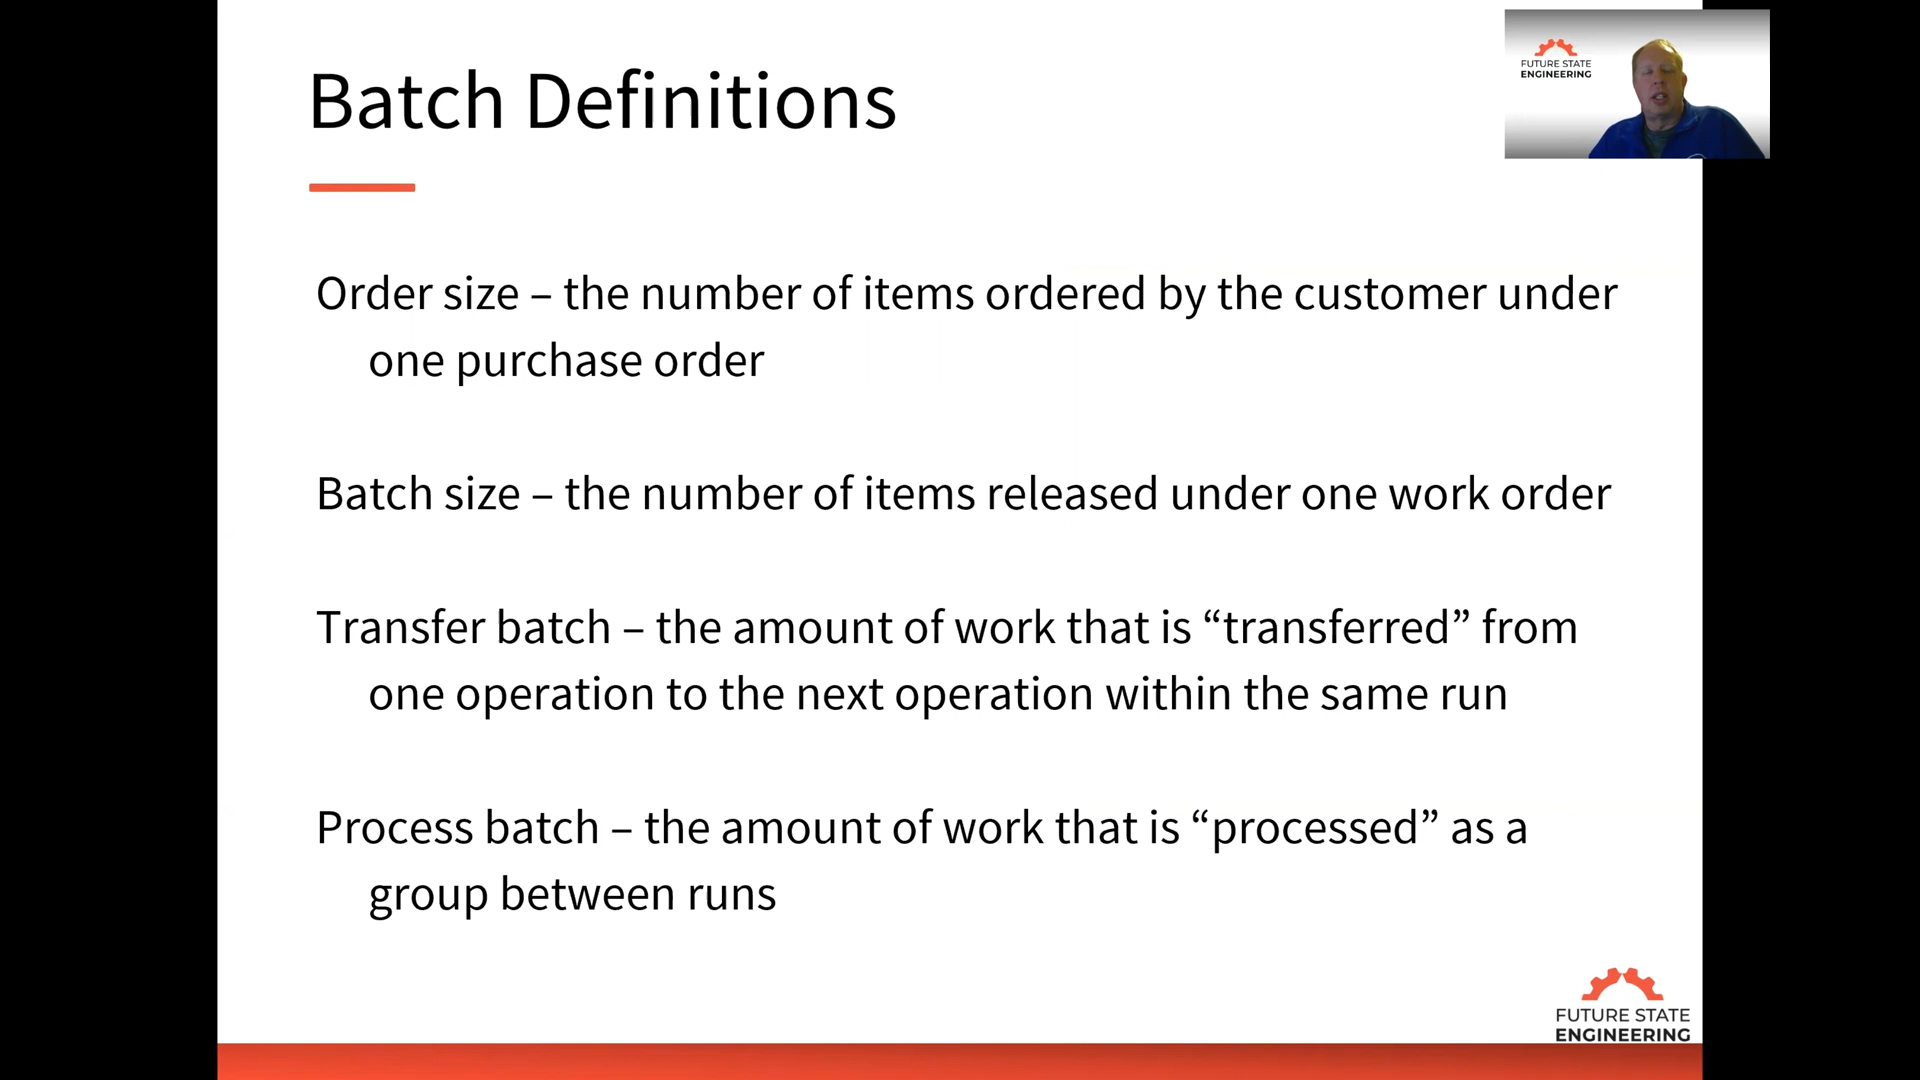 Batch Definitions
FUTURE STATE
ENGINEERING
Order size – the number of items ordered by the customer under
one purchase order
Batch size – the number of items released under one work order
Transfer batch – the amount of work that is “transferred” from
one operation to the next operation within the same run
Process batch – the amount of work that is “processed” as a
group between runs
FUTURE STATE
ENGINEERING